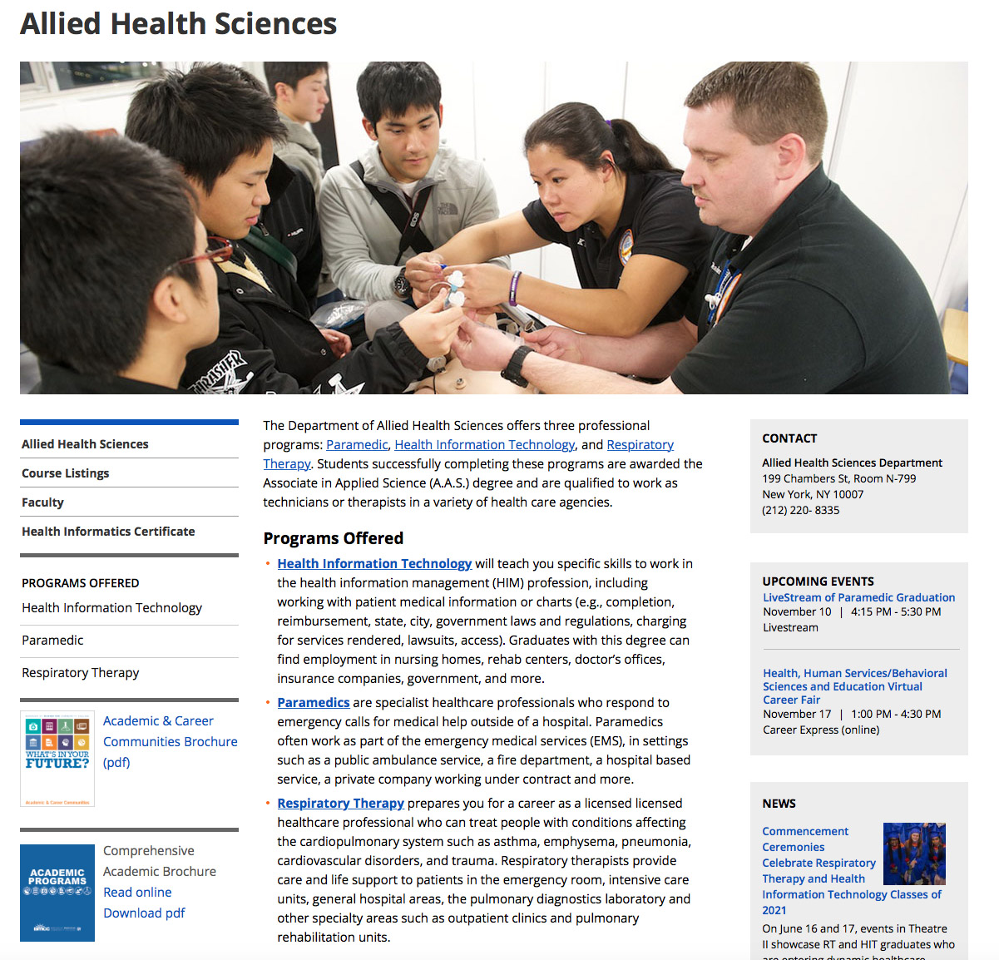 Allied Health Sciences
THRASHER
EOS
Allied Health Sciences
Course Listings
Faculty
Health Informatics Certificate
PROGRAMS OFFERED
Health Information Technology
Paramedic
Respiratory Therapy
WHAT'S IN YOUR
FUTURE?
Academic & Career Communities
Academic & Career
Communities Brochure
(pdf)
ACADEMIC
PROGRAMS
BMCC
Comprehensive
Academic Brochure
Read online
Download pdf
The Department of Allied Health Sciences offers three professional
programs: Paramedic, Health Information Technology, and Respiratory
Therapy. Students successfully completing these programs are awarded the
Associate in Applied Science (A.A.S.) degree and are qualified to work as
technicians or therapists in a variety of health care agencies.
Programs Offered
• Health Information Technology will teach you specific skills to work in
the health information management (HIM) profession, including
working with patient medical information or charts (e.g., completion,
reimbursement, state, city, government laws and regulations, charging
for services rendered, lawsuits, access). Graduates with this degree can
find employment in nursing homes, rehab centers, doctor's offices,
insurance companies, government, and more.
• Paramedics are specialist healthcare professionals who respond to
emergency calls for medical help outside of a hospital. Paramedics
often work as part of the emergency medical services (EMS), in settings
such as a public ambulance service, a fire department, a hospital based
service, a private company working under contract and more.
• Respiratory Therapy prepares you for a career as a licensed licensed
healthcare professional who can treat people with conditions affecting
the cardiopulmonary system such as asthma, emphysema, pneumonia,
cardiovascular disorders, and trauma. Respiratory therapists provide
care and life support to patients in the emergency room, intensive care
units, general hospital areas, the pulmonary diagnostics laboratory and
other specialty areas such as outpatient clinics and pulmonary
rehabilitation units.
CONTACT
Allied Health Sciences Department
199 Chambers St, Room N-799
New York, NY 10007
(212) 220- 8335
UPCOMING EVENTS
LiveStream of Paramedic Graduation
November 10 | 4:15 PM - 5:30 PM
Livestream
Health, Human Services/Behavioral
Sciences and Education Virtual
Career Fair
November 17 | 1:00 PM - 4:30 PM
Career Express (online)
NEWS
Commencement
Ceremonies
Celebrate Respiratory
Therapy and Health
Information Technology Classes of
2021
On June 16 and 17, events in Theatre
II showcase RT and HIT graduates who
are entering dynamic healthcare